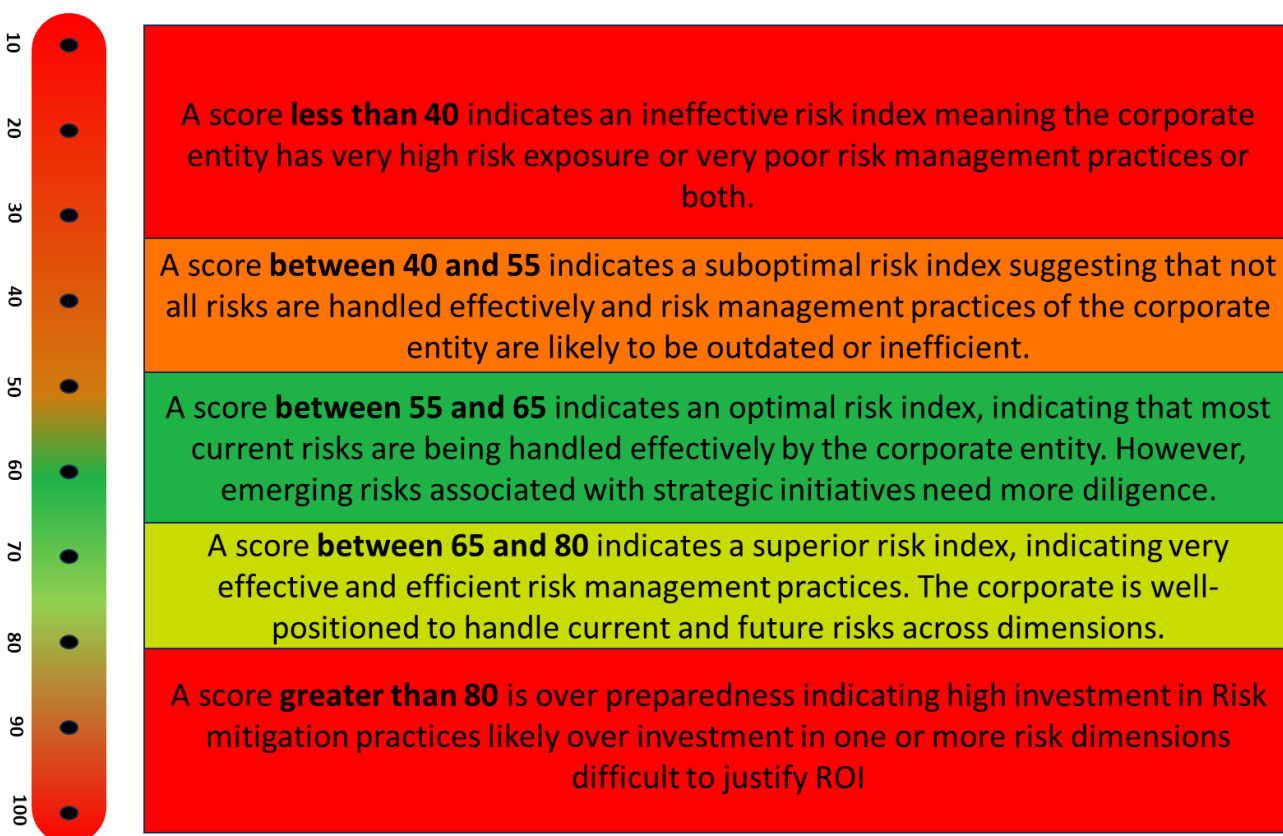 10
20
30
40
50
60
70
80
90
100
A score less than 40 indicates an ineffective risk index meaning the corporate
entity has very high risk exposure or very poor risk management practices or
both.
A score between 40 and 55 indicates a suboptimal risk index suggesting that not
all risks are handled effectively and risk management practices of the corporate
entity are likely to be outdated or inefficient.
A score between 55 and 65 indicates an optimal risk index, indicating that most
current risks are being handled effectively by the corporate entity. However,
emerging risks associated with strategic initiatives need more diligence.
A score between 65 and 80 indicates a superior risk index, indicating very
effective and efficient risk management practices. The corporate is well-
positioned to handle current and future risks across dimensions.
A score greater than 80 is over preparedness indicating high investment in Risk
mitigation practices likely over investment in one or more risk dimensions
difficult to justify ROI